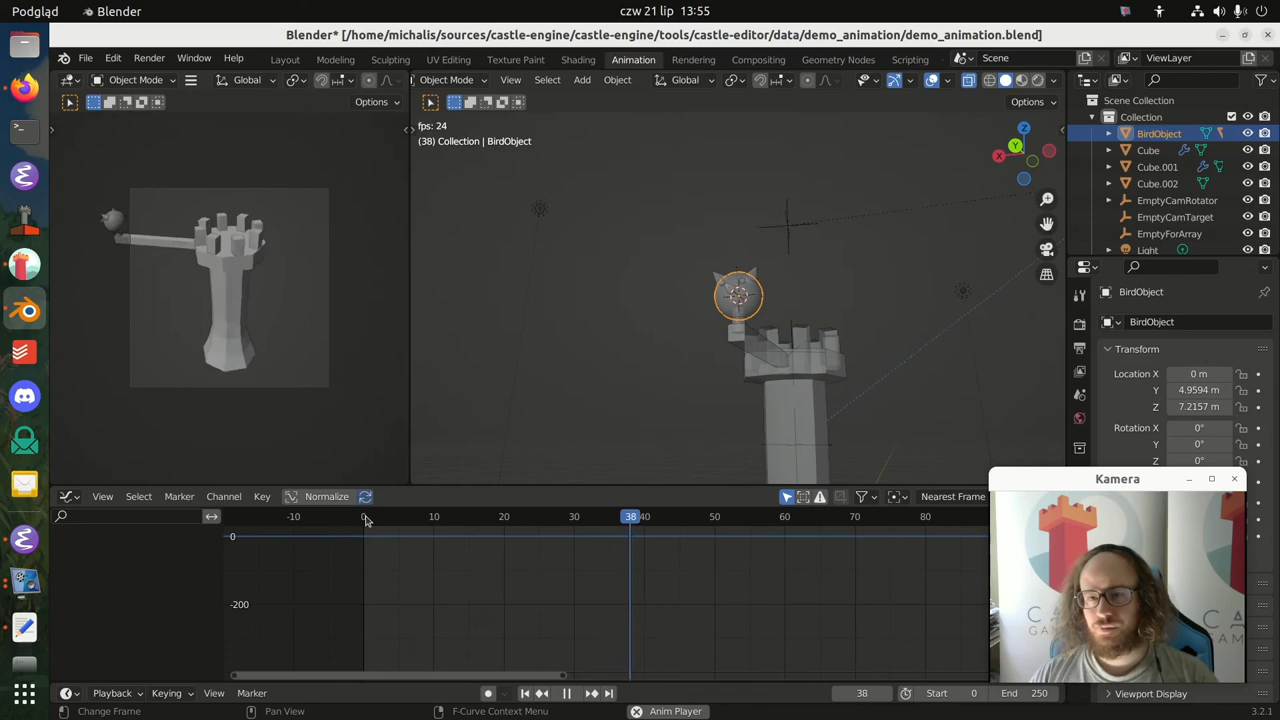 Podgląd
Blender
czw 21 lip 13:55
Blender* [/home/michalis/sources/castle-engine/castle-engine/tools/castle-editor/data/demo_animation/demo_animation.blend]
File Edit Render Window Help
Layout Modeling Sculpting UV Editing Texture Paint Shading Animation Rendering Compositing Geometry Nodes Scripting
Scene
ViewLayer
Object Mode
Global
Object Mode View Select Add Object
Global
Options
Options
fps: 24
(38) Collection | BirdObject
X
Y
Z
Scene Collection
Collection
BirdObject
Cube
Cube.001
Cube.002
EmptyCamRotator
EmptyCamTarget
EmptyForArray
Light
BirdObject
BirdObject
Transform
Location X 0 m
Y 4.9594 m
Z 7.2157 m
Rotation X 0°
Y 0°
0°
Viewport Display
View Select Marker Channel Key Normalize
Nearest Frame
-10 0 10 20 30 38 40 50 60 70 80
0
-200
Kamera
Playback Keying View Marker
38
Start 0
End 250
Change Frame
Pan View
F-Curve Context Menu
Anim Player
3.2.1